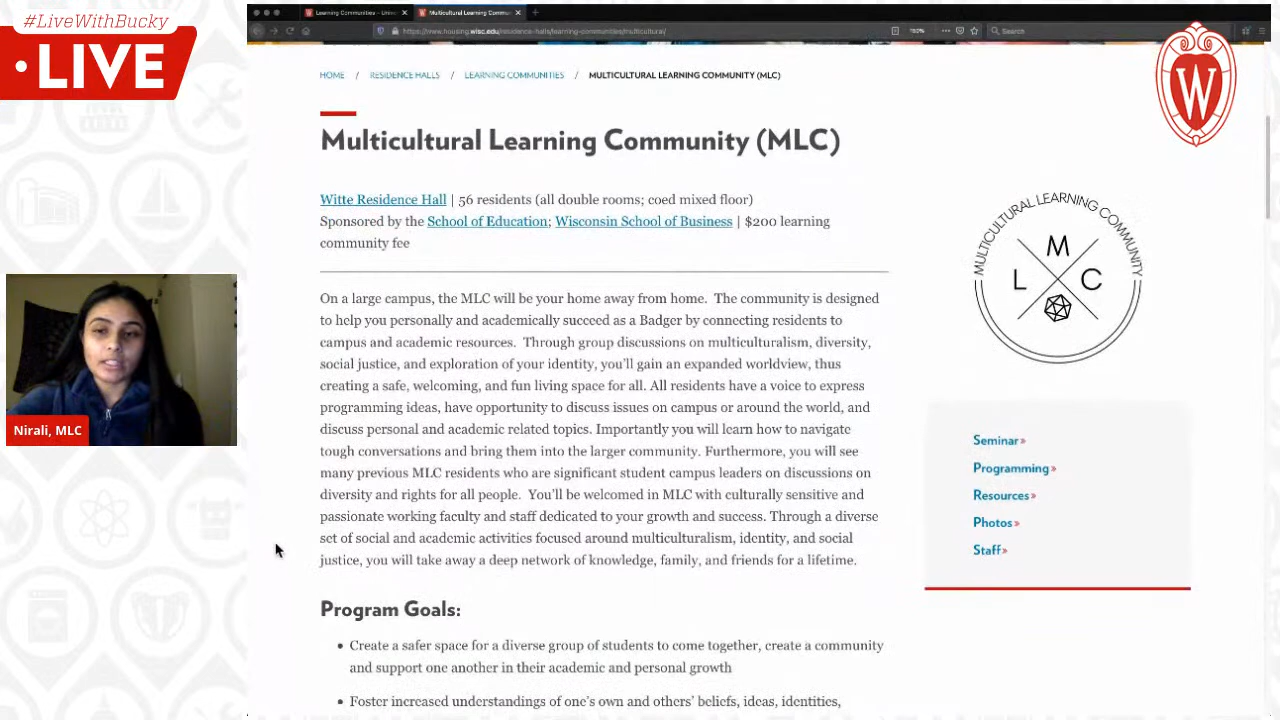 #LiveWithBucky
LIVE
Nirali, MLC
Multicultural Learning Commun
HOME / RESIDENCE HALLS / LEARNING COMMUNITIES / MULTICULTURAL LEARNING COMMUNITY (MLC)
Search
W
Multicultural Learning Community (MLC)
Witte Residence Hall | 56 residents (all double rooms; coed mixed floor)
Sponsored by the School of Education; Wisconsin School of Business | $200 learning
community fee
On a large campus, the MLC will be your home away from home. The community is designed
to help you personally and academically succeed as a Badger by connecting residents to
campus and academic resources. Through group discussions on multiculturalism, diversity,
social justice, and exploration of your identity, you'll gain an expanded worldview, thus
creating a safe, welcoming, and fun living space for all. All residents have a voice to express
programming ideas, have opportunity to discuss issues on campus or around the world, and
discuss personal and academic related topics. Importantly you will learn how to navigate
tough conversations and bring them into the larger community. Furthermore, you will see
many previous MLC residents who are significant student campus leaders on discussions on
diversity and rights for all people. You'll be welcomed in MLC with culturally sensitive and
passionate working faculty and staff dedicated to your growth and success. Through a diverse
set of social and academic activities focused around multiculturalism, identity, and social
justice, you will take away a deep network of knowledge, family, and friends for a lifetime.
Program Goals:
• Create a safer space for a diverse group of students to come together, create a community
and support one another in their academic and personal growth
• Foster increased understandings of one's own and others' beliefs, ideas, identities,
MULTICULTURAL LEARNING COMMUNITY
M
L C
Seminar»
Programming»
Resources»
Photos»
Staff»